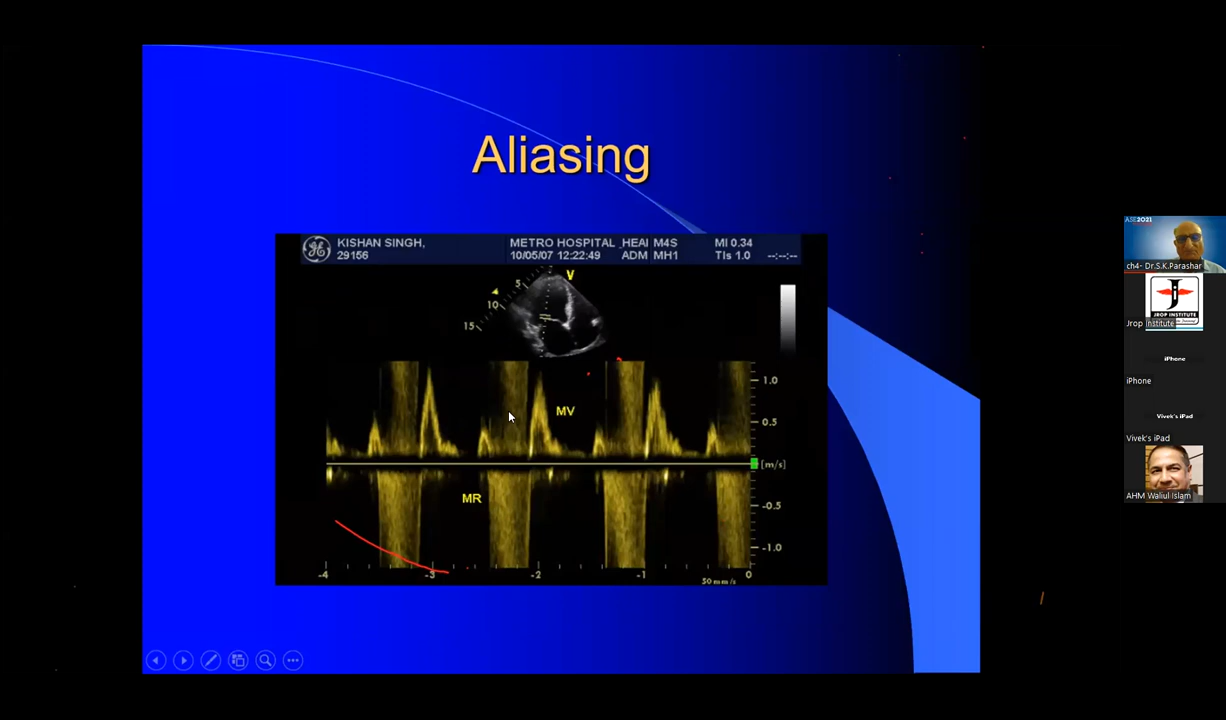 Aliasing
KISHAN SINGH, METRO HOSPITAL _HEAI M4S MI 0.34
29156 10/05/07 12:22:49 ADM MH1 TIs 1.0 --:--:--
V
5
10
15
1.0
MV
0.5
[m/s]
MR
-0.5
-1.0
-4 -3 -2 -1 0
50 mm/s
ASE2021
ch4- Dr.S.K.Parashar
J
JROP INSTITUTE
Jrop Institute
iPhone
iPhone
Vivek's iPad
Vivek's iPad
AHM Waliul Islam